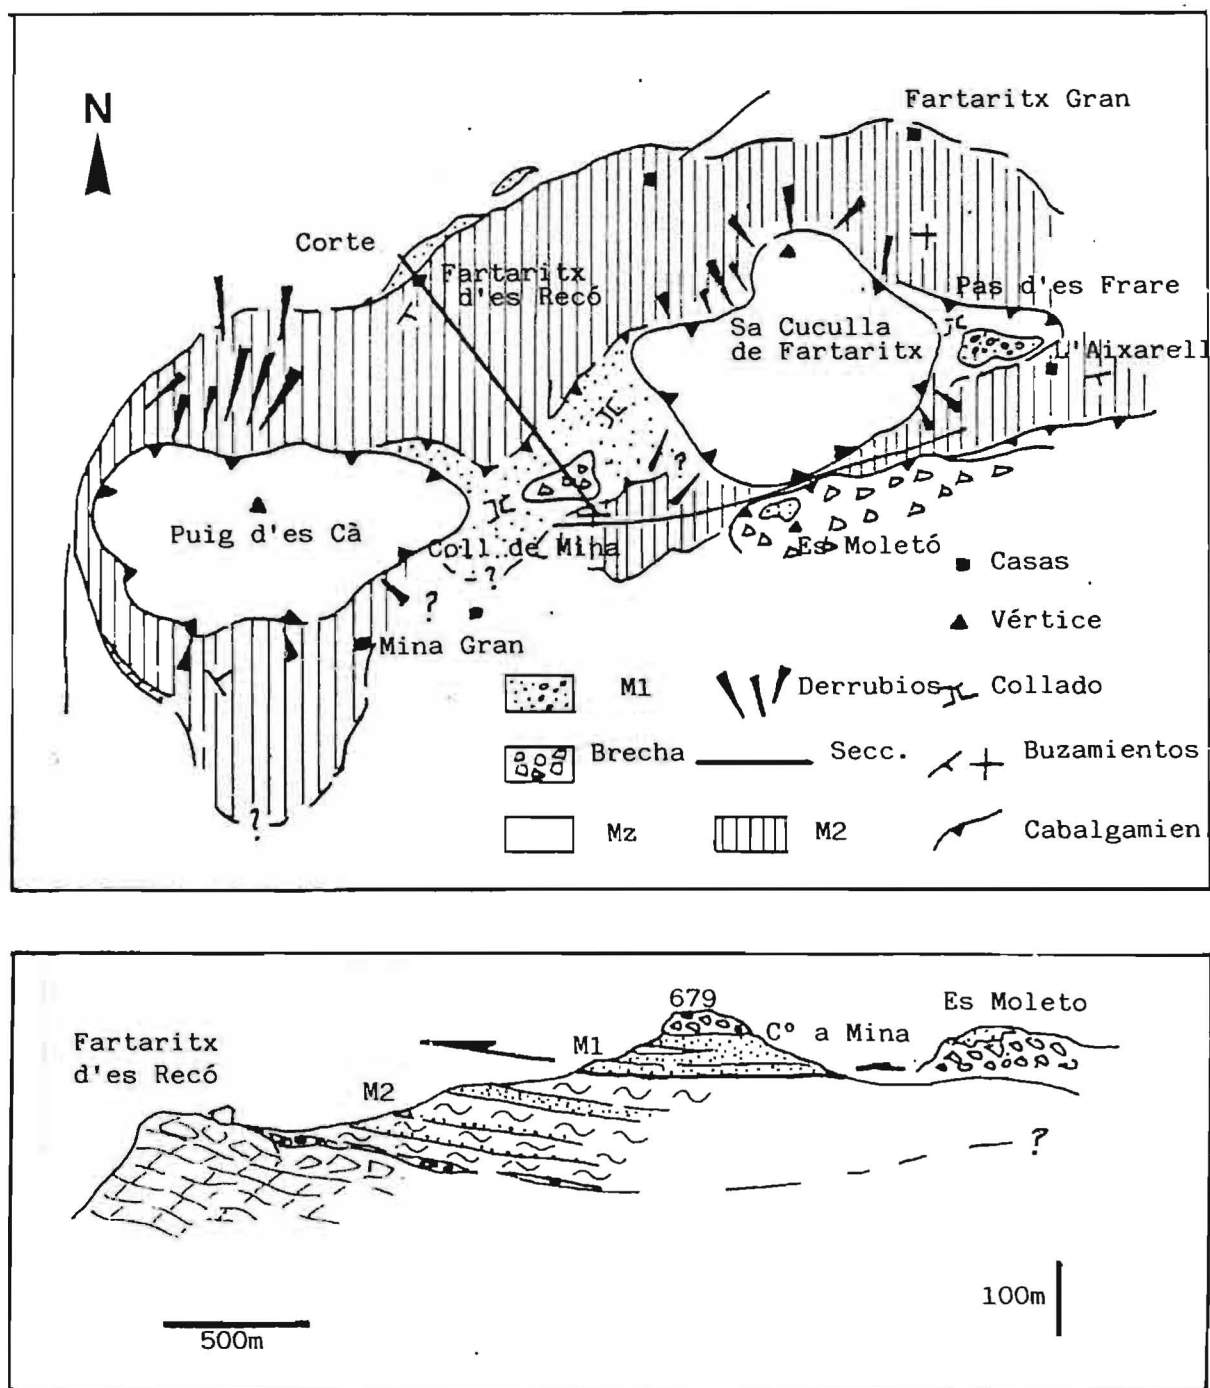 N
Fartaritx Gran
Corte
Fartaritx
d'es Recó
Pas d'es Frare
Sa Cuculla
de Fartaritx
L'Aixarell
?
Puig d'es Cà
Coll de Mina
Es Moletó
?
?
Mina Gran
?
Casas
Vértice
M1
Derrubios
Collado
Brecha
Secc.
Buzamientos
Mz
M2
Cabalgamien
679
Es Moleto
Fartaritx
d'es Recó
M1
Cº a Mina
M2
?
100m
500m